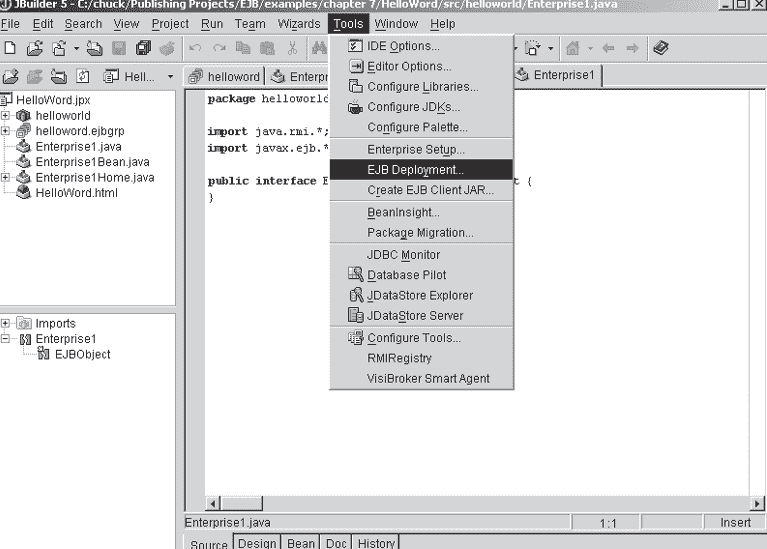 JBuilder 5 - C:/chuck/Publishing Projects/EJB/examples/chapter 7/HelloWord/src/helloworld/Enterprise1.java
File Edit Search View Project Run Team Wizards Tools Window Help
Hell...
helloword
Enterpr
Enterprise1
HelloWord.jpx
helloworld
helloword.ejbgrp
Enterprise1.java
Enterprise1Bean.java
Enterprise1Home.java
HelloWord.html
Imports
Enterprise1
EJBObject
package helloworld
import java.rmi.*;
import javax.ejb.*
public interface E t {
}
IDE Options...
Editor Options...
Configure Libraries...
Configure JDKs...
Configure Palette...
Enterprise Setup...
EJB Deployment...
Create EJB Client JAR...
BeanInsight...
Package Migration...
JDBC Monitor
Database Pilot
JDataStore Explorer
JDataStore Server
Configure Tools...
RMIRegistry
VisiBroker Smart Agent
Enterprise1.java 1:1 Insert
Source Design Bean Doc History